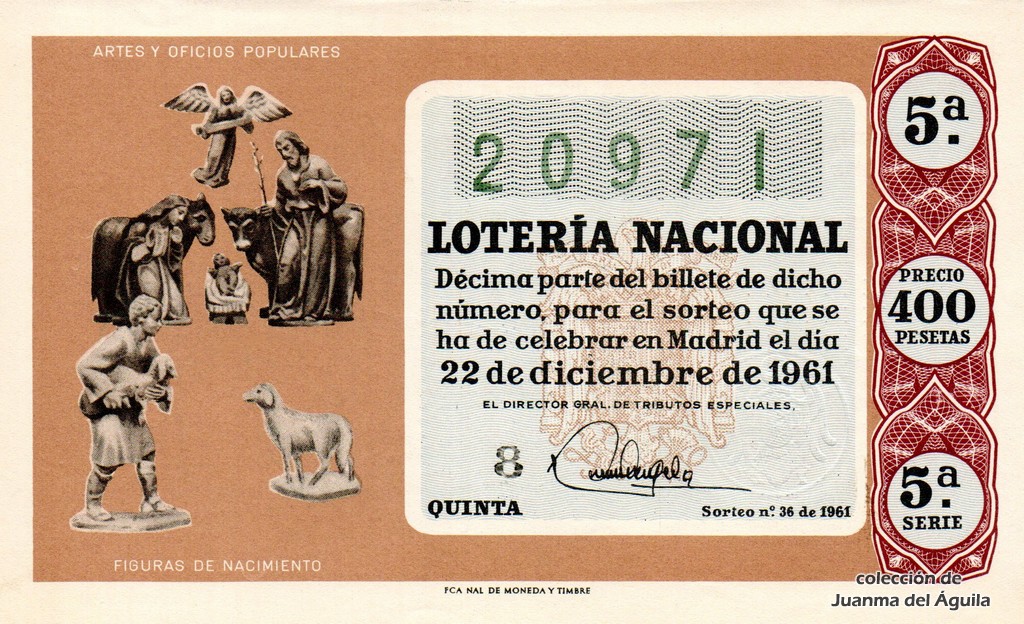 ARTES Y OFICIOS POPULARES
20971
LOTERÍA NACIONAL
Décima parte del billete de dicho
número, para el sorteo que se
ha de celebrar en Madrid el día
22 de diciembre de 1961
EL DIRECTOR GRAL. DE TRIBUTOS ESPECIALES,
8
QUINTA
Sorteo nº. 36 de 1961
5ª.
PRECIO
400
PESETAS
5ª.
SERIE
FIGURAS DE NACIMIENTO
FCA NAL DE MONEDA Y TIMBRE
colección de
Juanma del Águila